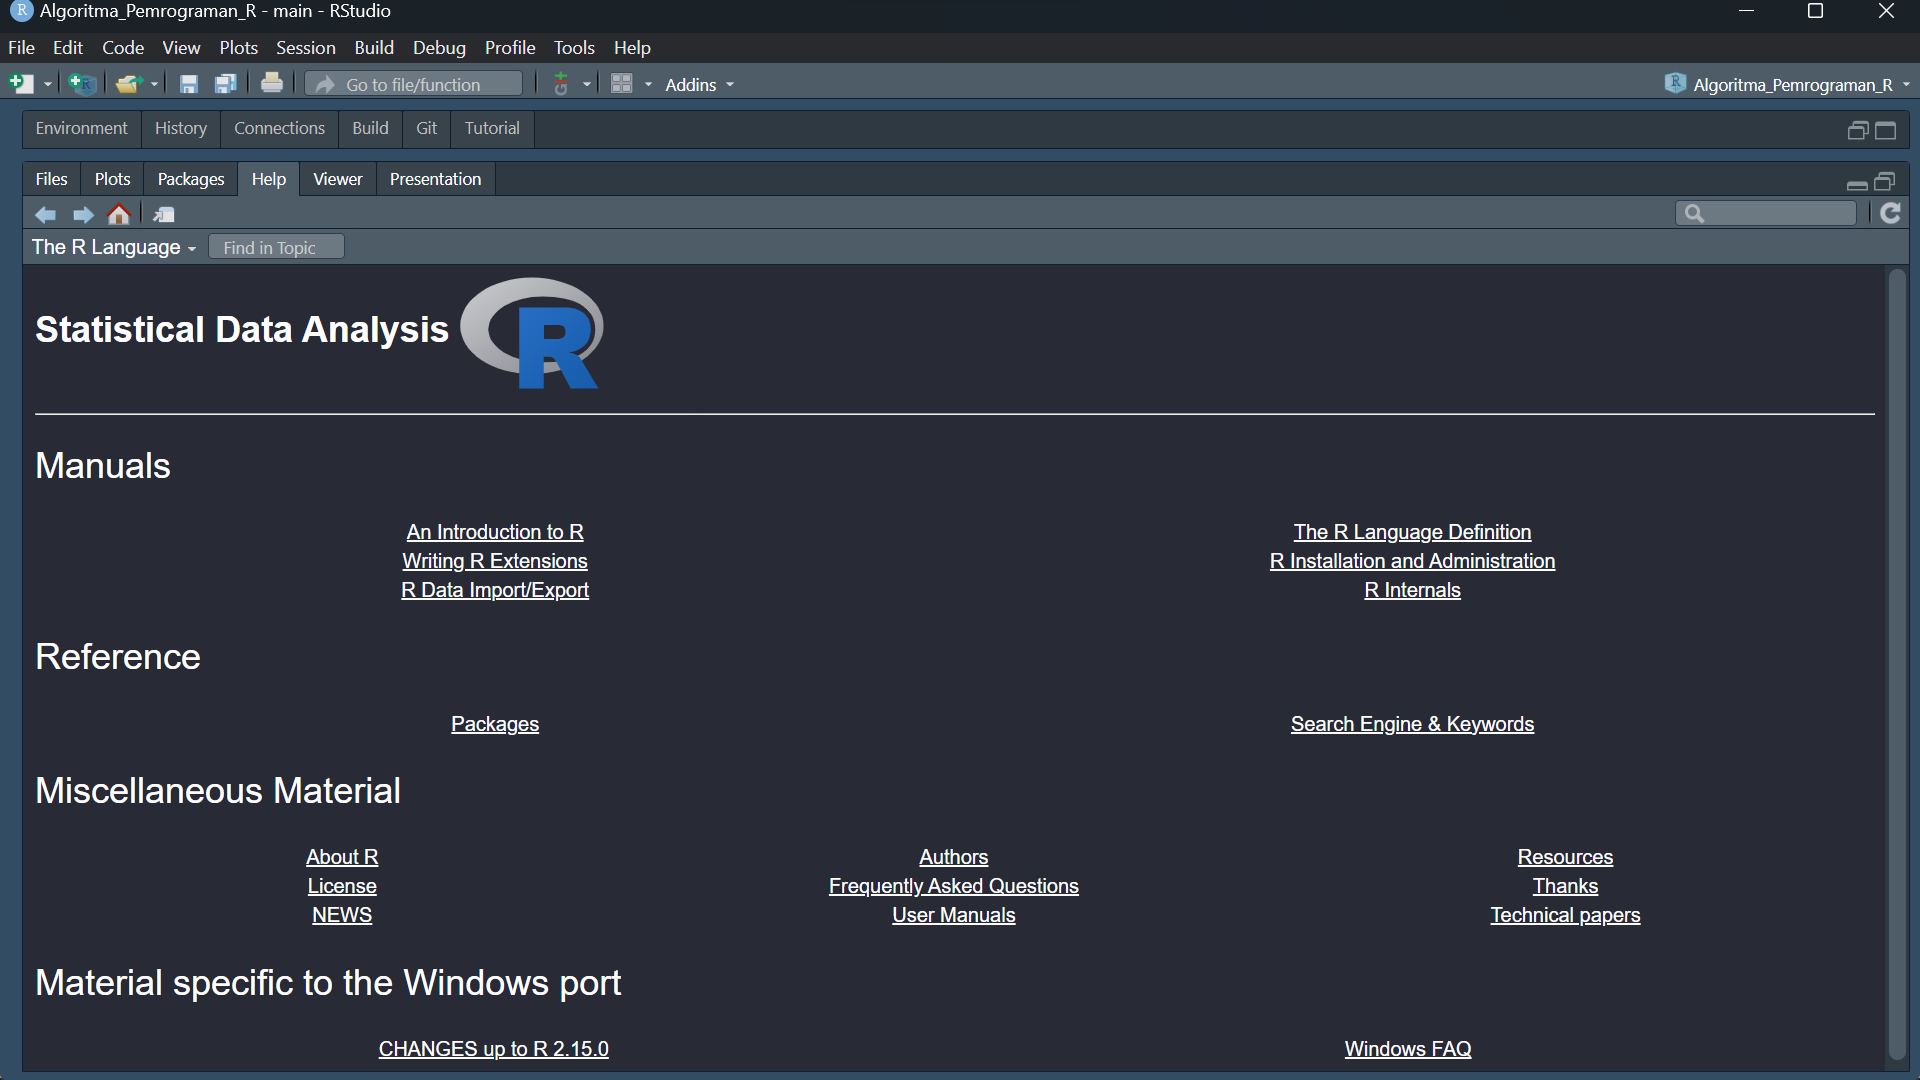 Algoritma_Pemrograman_R - main - RStudio
File Edit Code View Plots Session Build Debug Profile Tools Help
Go to file/function Addins Algoritma_Pemrograman_R
Environment History Connections Build Git Tutorial
Files Plots Packages Help Viewer Presentation
The R Language Find in Topic
Statistical Data Analysis R
Manuals
An Introduction to R The R Language Definition
Writing R Extensions R Installation and Administration
R Data Import/Export R Internals
Reference
Packages Search Engine & Keywords
Miscellaneous Material
About R Authors Resources
License Frequently Asked Questions Thanks
NEWS User Manuals Technical papers
Material specific to the Windows port
CHANGES up to R 2.15.0 Windows FAQ